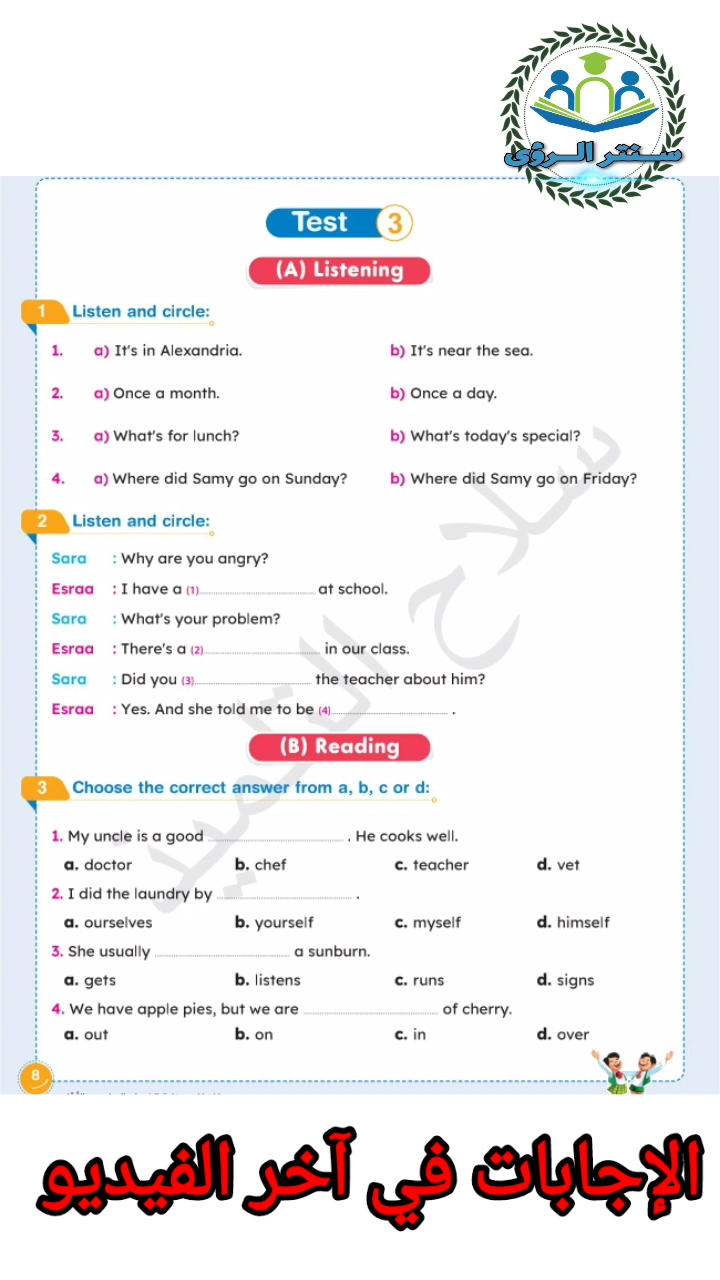 سنتر الرؤى
Test 3
(A) Listening
1 Listen and circle:
1. a) It's in Alexandria. b) It's near the sea.
2. a) Once a month. b) Once a day.
3. a) What's for lunch? b) What's today's special?
4. a) Where did Samy go on Sunday? b) Where did Samy go on Friday?
2 Listen and circle:
Sara : Why are you angry?
Esraa : I have a (1)........................ at school.
Sara : What's your problem?
Esraa : There's a (2)........................ in our class.
Sara : Did you (3)........................ the teacher about him?
Esraa : Yes. And she told me to be (4)........................ .
(B) Reading
3 Choose the correct answer from a, b, c or d:
1. My uncle is a good ........................ . He cooks well.
a. doctor b. chef c. teacher d. vet
2. I did the laundry by ........................ .
a. ourselves b. yourself c. myself d. himself
3. She usually ........................ a sunburn.
a. gets b. listens c. runs d. signs
4. We have apple pies, but we are ........................ of cherry.
a. out b. on c. in d. over
8
سلاح التلميذ
الإجابات في آخر الفيديو